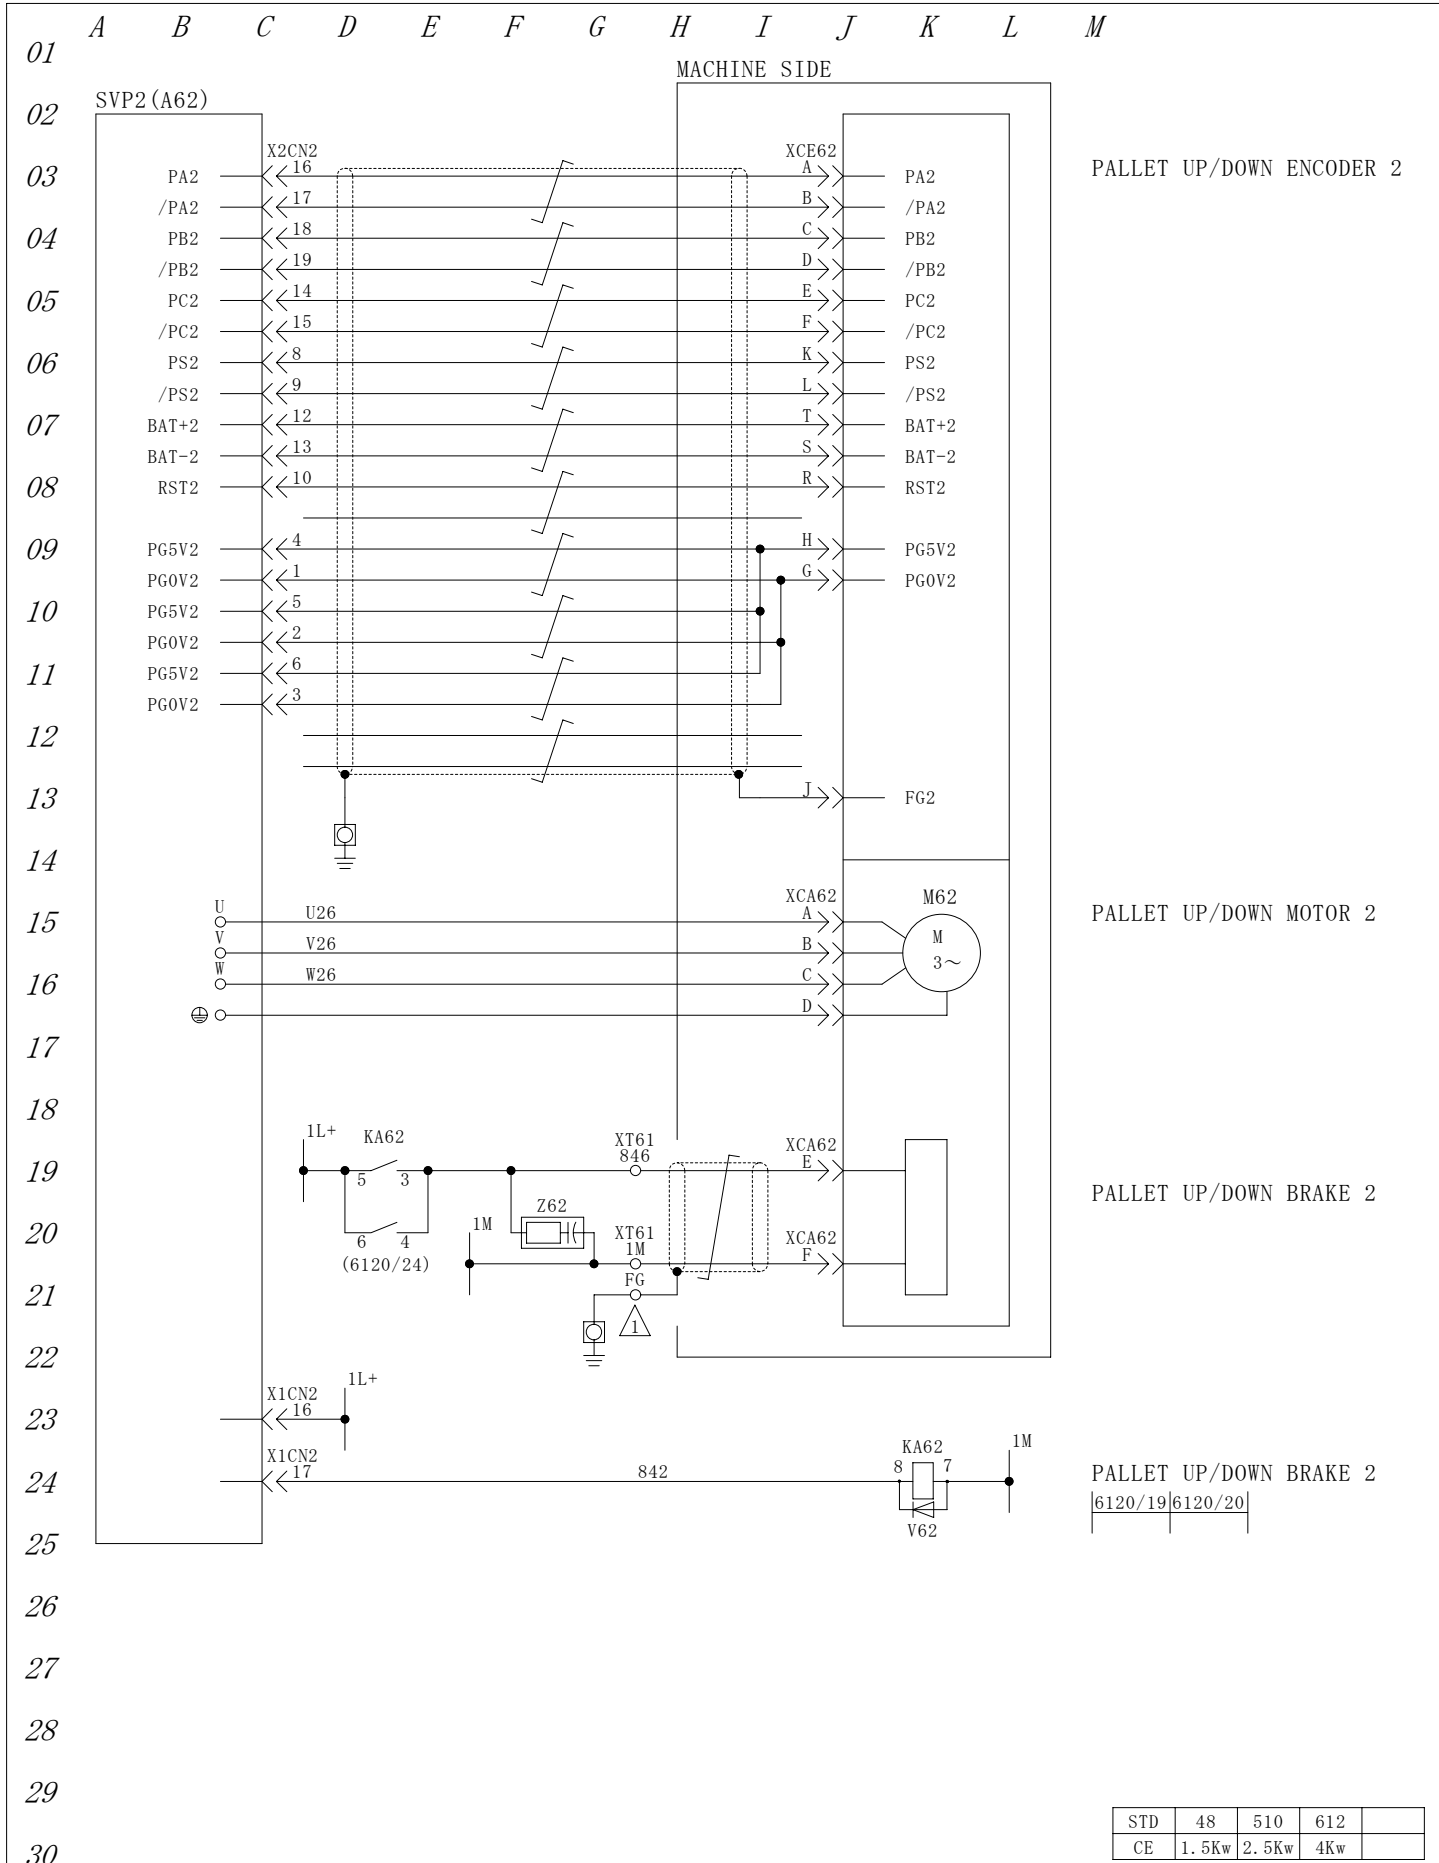 A B C D E F G H I J K L M
01
MACHINE SIDE
SVP2(A62)
02
X2CN2 XCE62
03 PA2 16 A PA2 PALLET UP/DOWN ENCODER 2
/PA2 17 B /PA2
04 PB2 18 C PB2
/PB2 19 D /PB2
05 PC2 14 E PC2
/PC2 15 F /PC2
06 PS2 8 K PS2
/PS2 9 L /PS2
07 BAT+2 12 T BAT+2
BAT-2 13 S BAT-2
08 RST2 10 R RST2
09 PG5V2 4 H PG5V2
PG0V2 1 G PG0V2
10 PG5V2 5
PG0V2 2
11 PG5V2 6
PG0V2 3
12
13 J FG2
14
XCA62 M62
15 U U26 A PALLET UP/DOWN MOTOR 2
V V26 B M
3~
16 W W26 C
D
17
18
1L+ KA62 XT61 XCA62
846
19 5 3 E
PALLET UP/DOWN BRAKE 2
Z62
20 1M XT61 XCA62
6 4 1M F
(6120/24)
FG
21
1
22
1L+
X1CN2
23 16
KA62 1M
X1CN2
24 17 842 8 7 PALLET UP/DOWN BRAKE 2
6120/19 6120/20
V62
25
26
27
28
29
STD 48 510 612
30 CE 1.5Kw 2.5Kw 4Kw